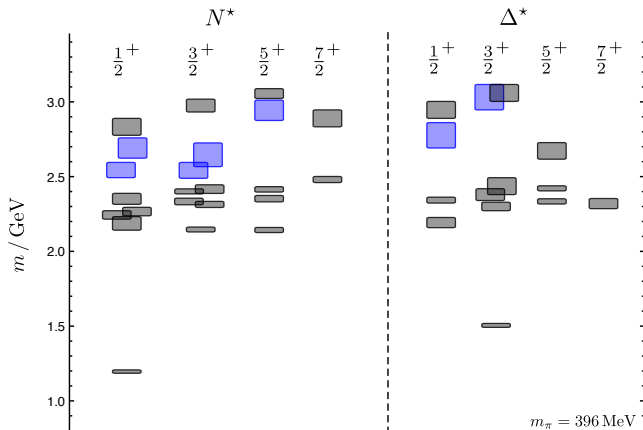 N⋆ Δ⋆
1/2+ 3/2+ 5/2+ 7/2+ 1/2+ 3/2+ 5/2+ 7/2+
3.0
2.5
m / GeV
2.0
1.5
1.0
mπ = 396 MeV